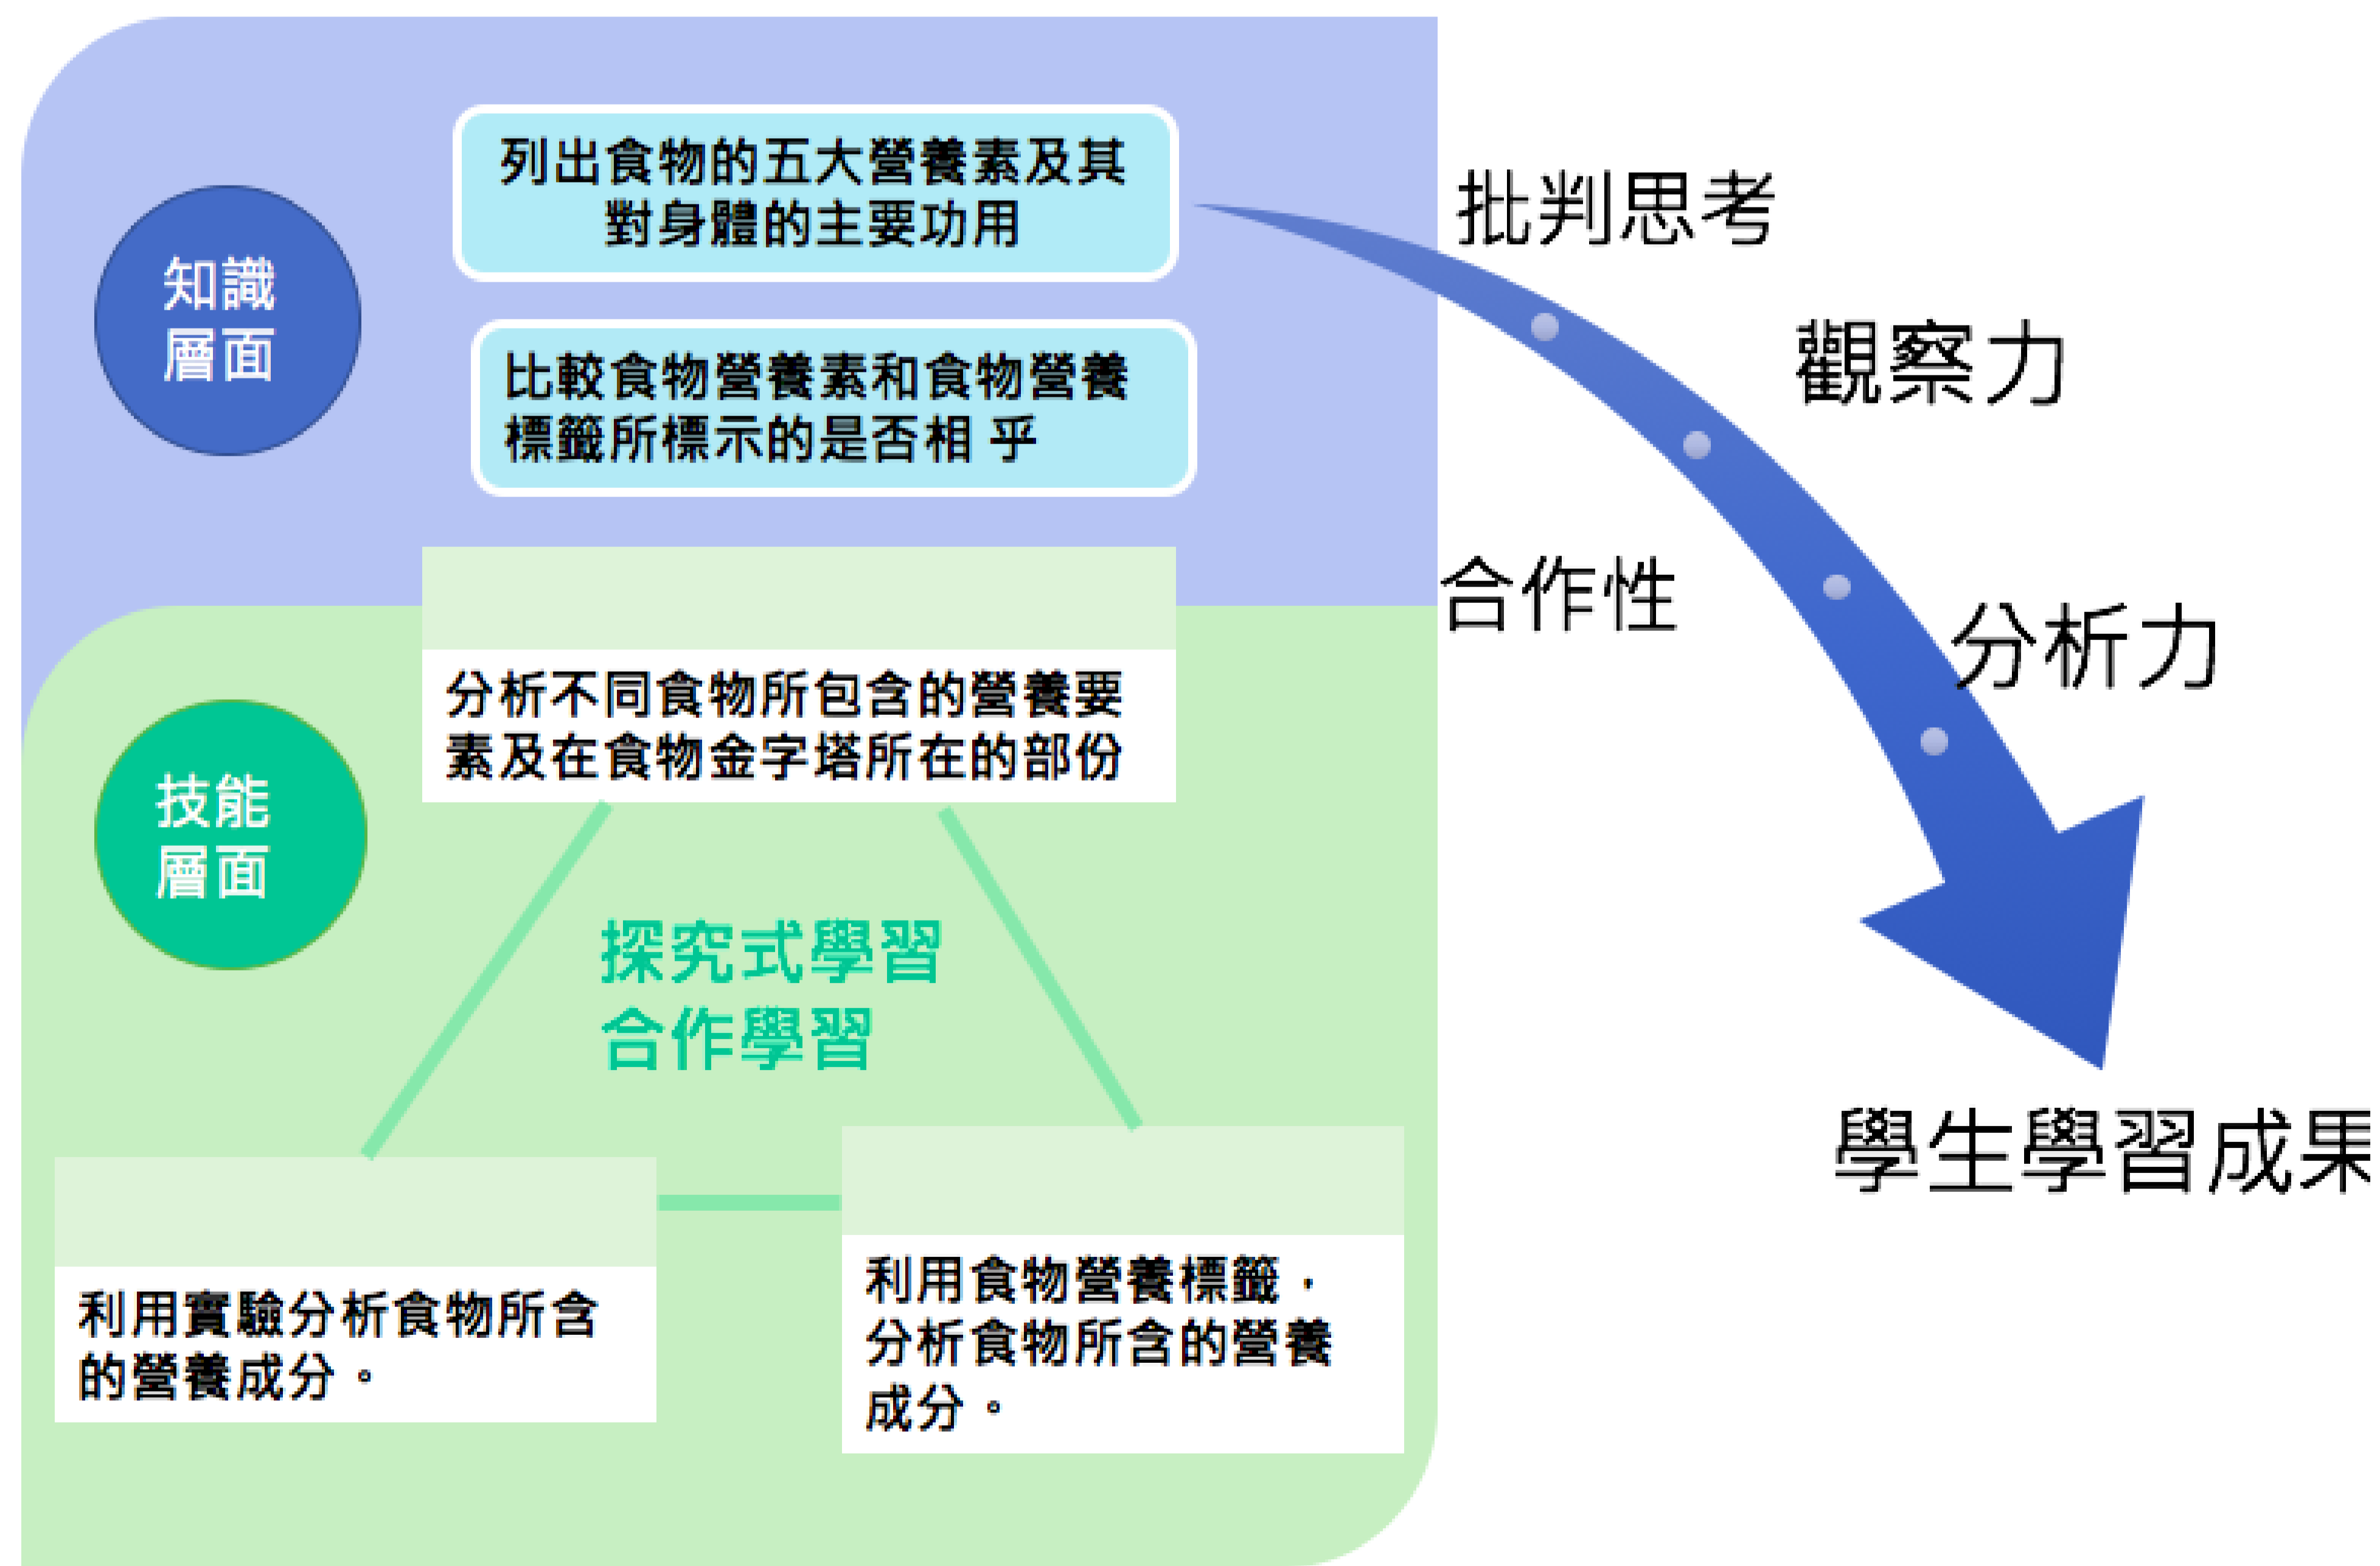 知識
層面
列出食物的五大營養素及其
對身體的主要功用
比較食物營養素和食物營養
標籤所標示的是否相 乎
技能
層面
分析不同食物所包含的營養要
素及在食物金字塔所在的部份
探究式學習
合作學習
利用實驗分析食物所含
的營養成分。
利用食物營養標籤，
分析食物所含的營養
成分。
批判思考
觀察力
合作性
分析力
學生學習成果